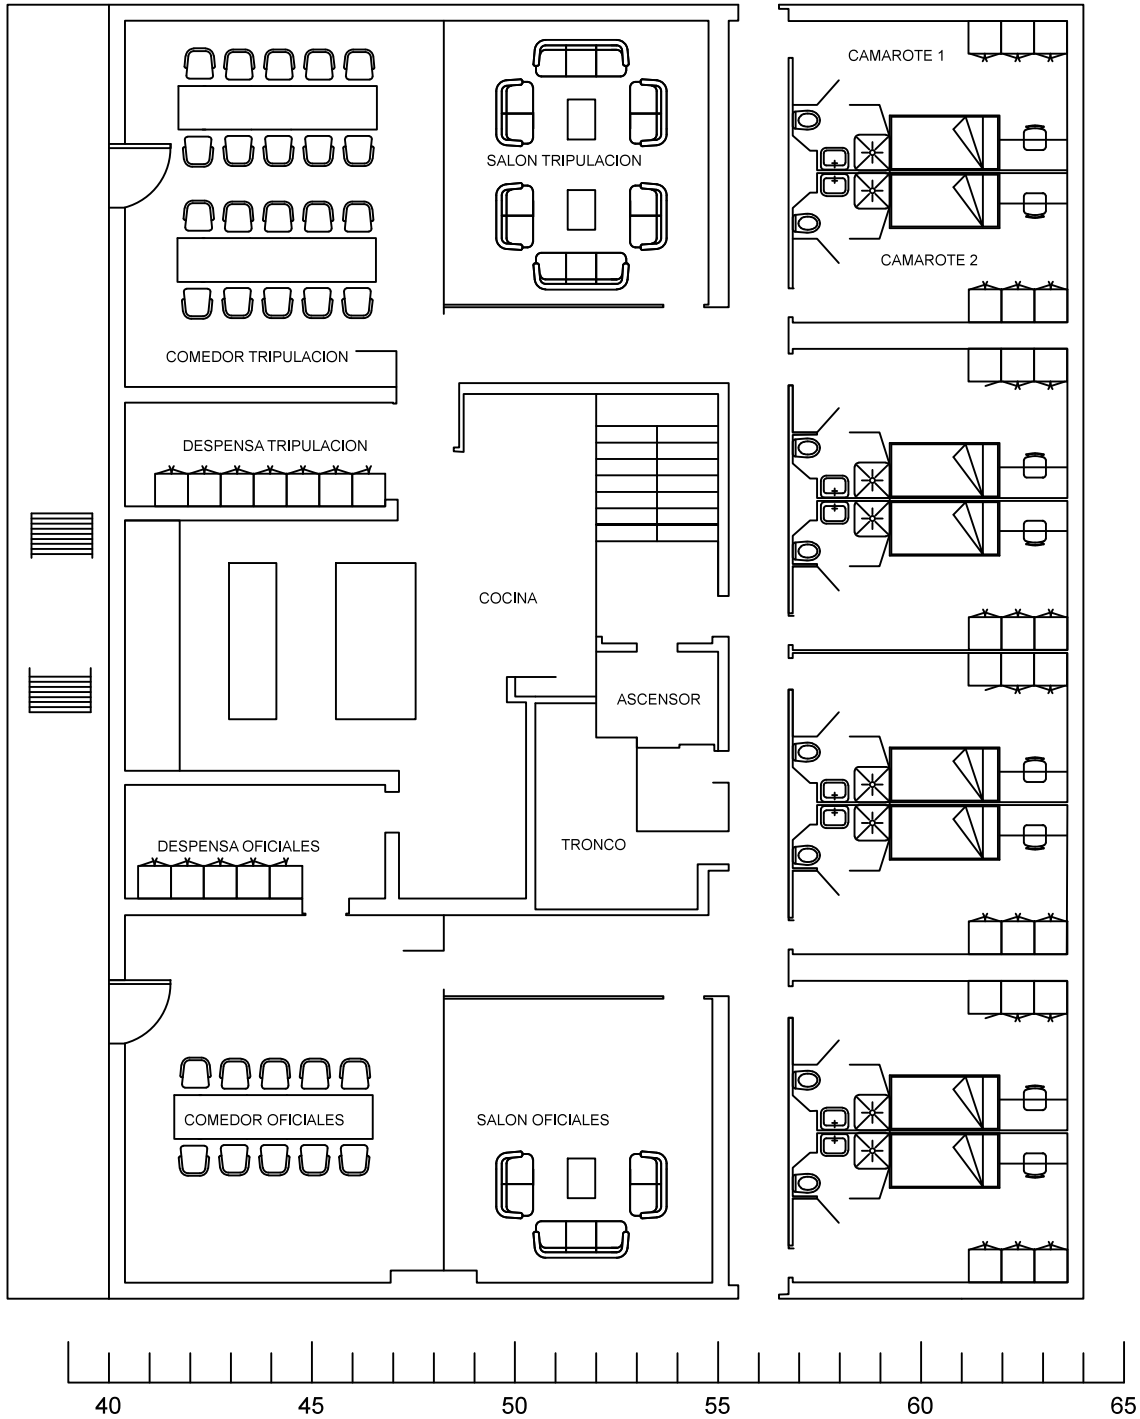 CAMAROTE 1
SALON TRIPULACION
CAMAROTE 2
COMEDOR TRIPULACION
DESPENSA TRIPULACION
COCINA
ASCENSOR
DESPENSA OFICIALES
TRONCO
COMEDOR OFICIALES
SALON OFICIALES
40 45 50 55 60 65